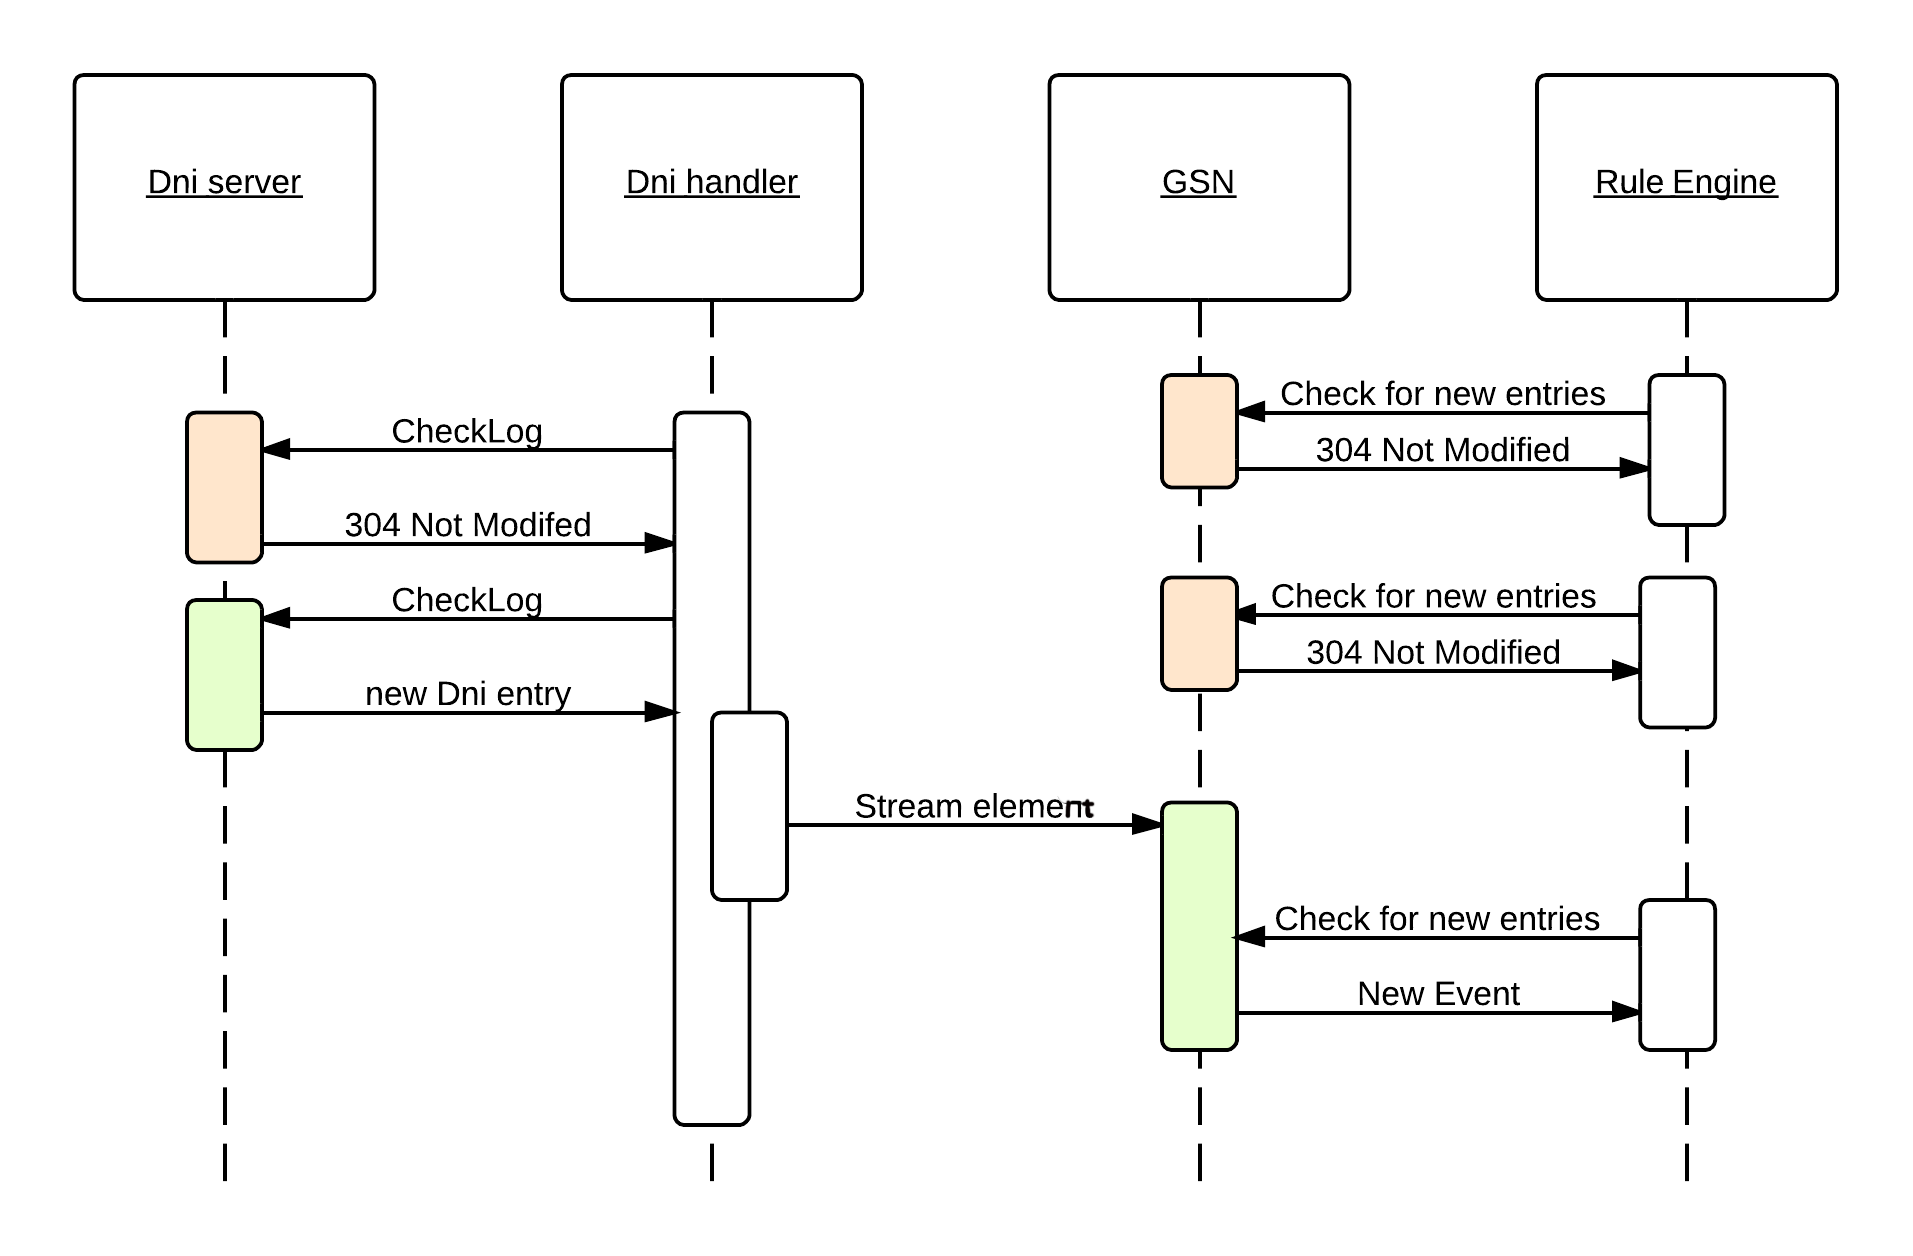 Dni server
Dni handler
GSN
Rule Engine
Check for new entries
CheckLog
304 Not Modified
304 Not Modifed
Check for new entries
CheckLog
304 Not Modified
new Dni entry
Stream element
Check for new entries
New Event